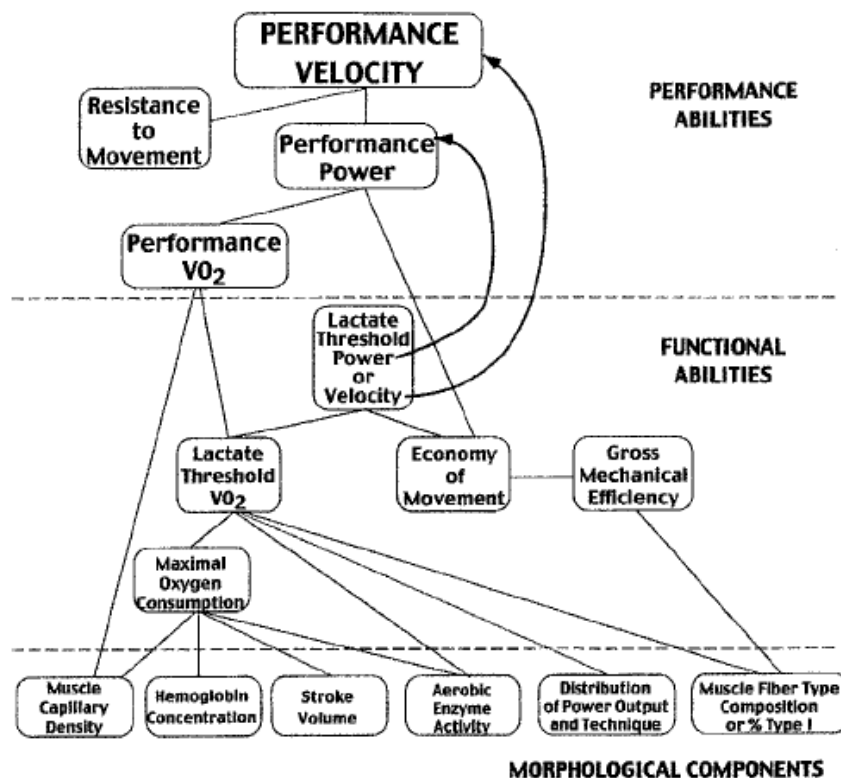 PERFORMANCE
VELOCITY
PERFORMANCE
ABILITIES
Resistance
to
Movement
Performance
Power
Performance
VO2
Lactate
Threshold
Power
or
Velocity
FUNCTIONAL
ABILITIES
Lactate
Threshold
VO2
Economy
of
Movement
Gross
Mechanical
Efficiency
Maximal
Oxygen
Consumption
Muscle
Capillary
Density
Hemoglobin
Concentration
Stroke
Volume
Aerobic
Enzyme
Activity
Distribution
of Power Output
and Technique
Muscle Fiber Type
Composition
or % Type I
MORPHOLOGICAL COMPONENTS